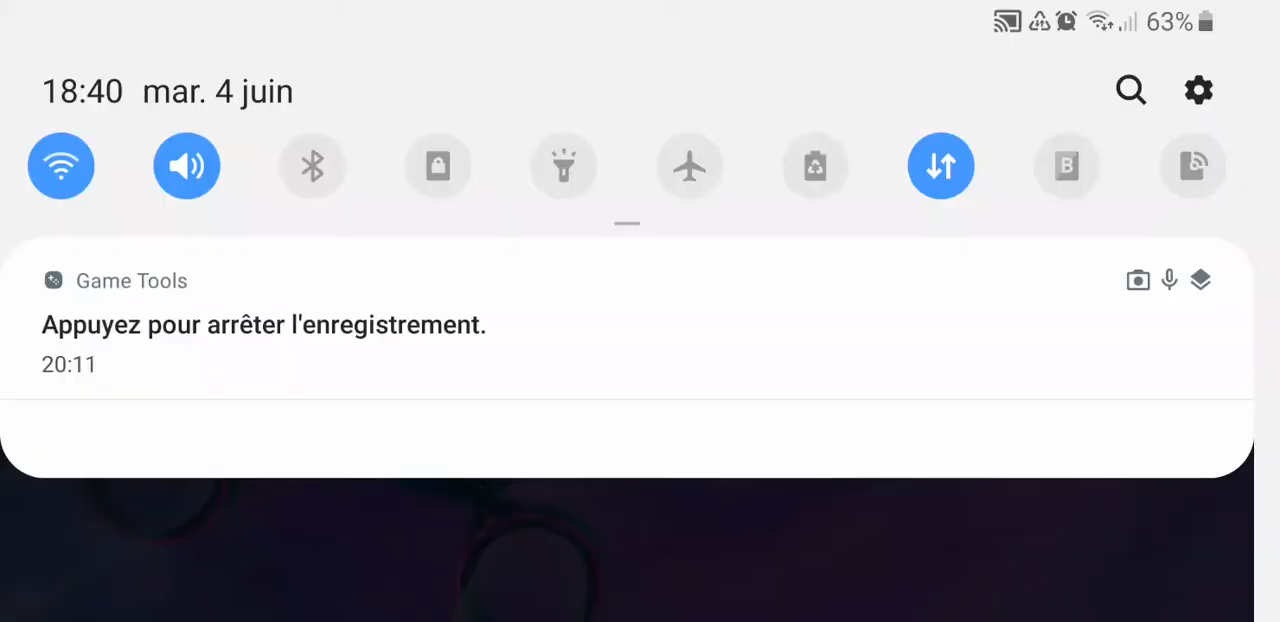 63%
18:40 mar. 4 juin
B
Game Tools
Appuyez pour arrêter l'enregistrement.
20:11